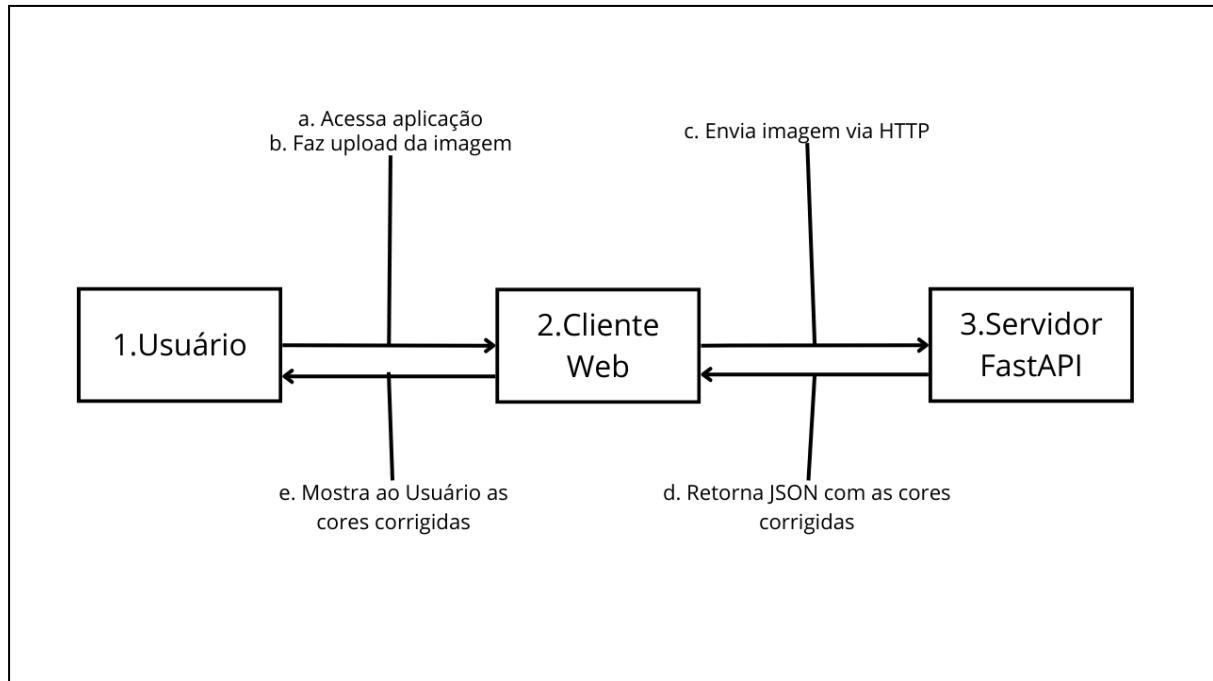 a. Acessa aplicação
b. Faz upload da imagem
c. Envia imagem via HTTP
1.Usuário
2.Cliente
Web
3.Servidor
FastAPI
e. Mostra ao Usuário as
cores corrigidas
d. Retorna JSON com as cores
corrigidas